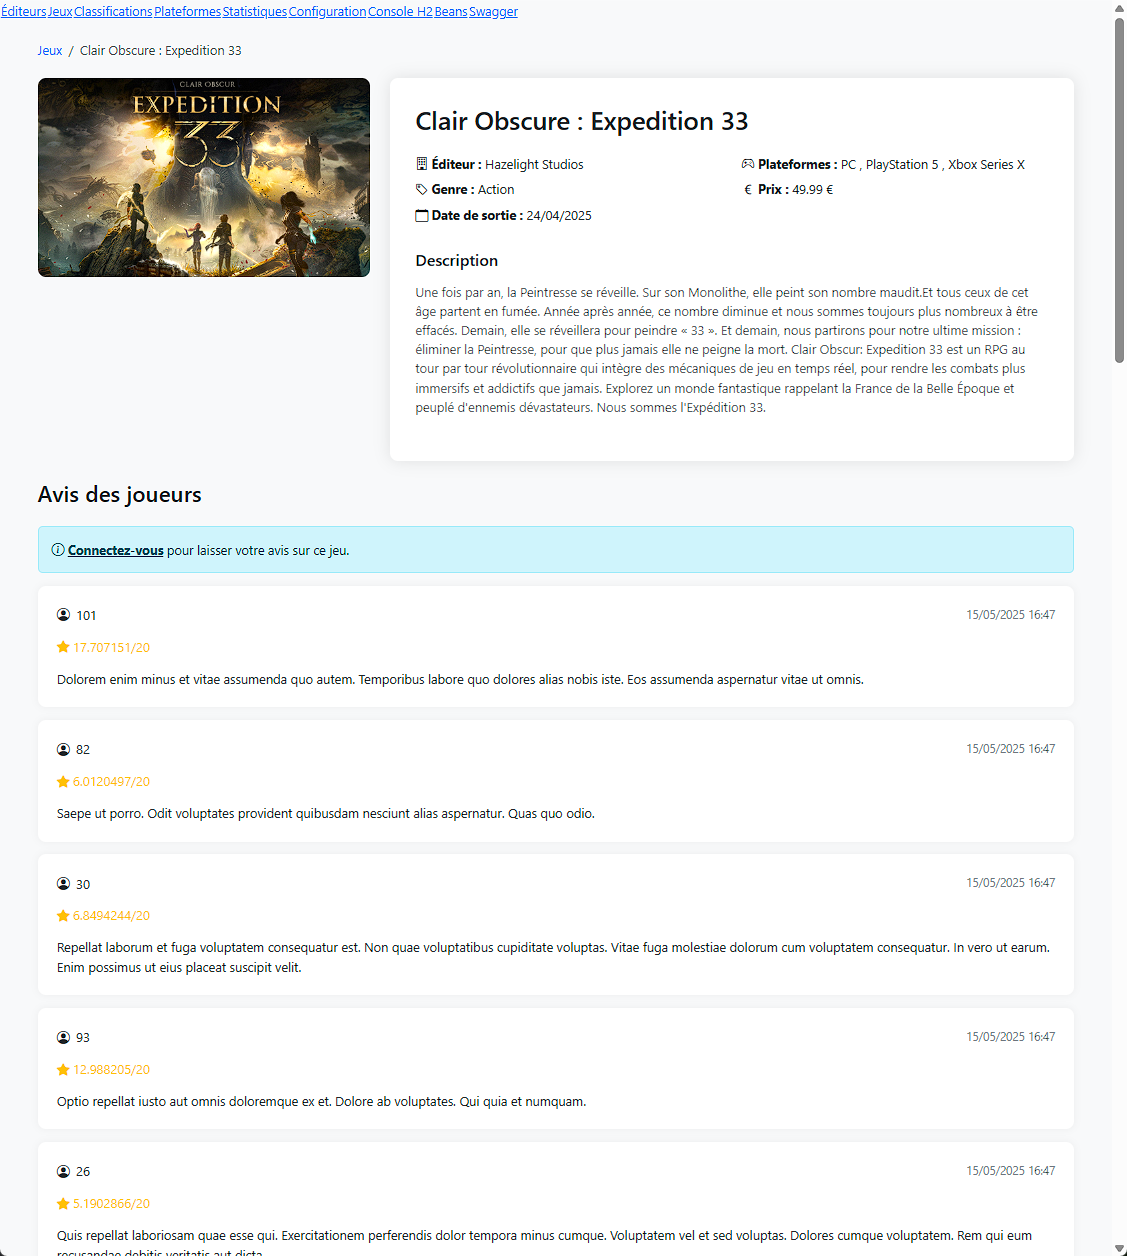 Éditeurs Jeux Classifications Plateformes Statistiques Configuration Console H2 Beans Swagger
Jeux / Clair Obscure : Expedition 33
CLAIR OBSCUR
EXPEDITION
33
Clair Obscure : Expedition 33
Éditeur : Hazelight Studios
Plateformes : PC , PlayStation 5 , Xbox Series X
Genre : Action
€ Prix : 49.99 €
Date de sortie : 24/04/2025
Description
Une fois par an, la Peintresse se réveille. Sur son Monolithe, elle peint son nombre maudit.Et tous ceux de cet
âge partent en fumée. Année après année, ce nombre diminue et nous sommes toujours plus nombreux à être
effacés. Demain, elle se réveillera pour peindre « 33 ». Et demain, nous partirons pour notre ultime mission :
éliminer la Peintresse, pour que plus jamais elle ne peigne la mort. Clair Obscur: Expedition 33 est un RPG au
tour par tour révolutionnaire qui intègre des mécaniques de jeu en temps réel, pour rendre les combats plus
immersifs et addictifs que jamais. Explorez un monde fantastique rappelant la France de la Belle Époque et
peuplé d'ennemis dévastateurs. Nous sommes l'Expédition 33.
Avis des joueurs
Connectez-vous pour laisser votre avis sur ce jeu.
101
15/05/2025 16:47
17.707151/20
Dolorem enim minus et vitae assumenda quo autem. Temporibus labore quo dolores alias nobis iste. Eos assumenda aspernatur vitae ut omnis.
82
15/05/2025 16:47
6.0120497/20
Saepe ut porro. Odit voluptates provident quibusdam nesciunt alias aspernatur. Quas quo odio.
30
15/05/2025 16:47
6.8494244/20
Repellat laborum et fuga voluptatem consequatur est. Non quae voluptatibus cupiditate voluptas. Vitae fuga molestiae dolorum cum voluptatem consequatur. In vero ut earum.
Enim possimus ut eius placeat suscipit velit.
93
15/05/2025 16:47
12.988205/20
Optio repellat iusto aut omnis doloremque ex et. Dolore ab voluptates. Qui quia et numquam.
26
15/05/2025 16:47
5.1902866/20
Quis repellat laboriosam quae esse qui. Exercitationem perferendis dolor tempora minus cumque. Voluptatem vel et sed voluptas. Dolores cumque voluptatem. Rem qui eum
recusandae debitis veritatis aut dicta.